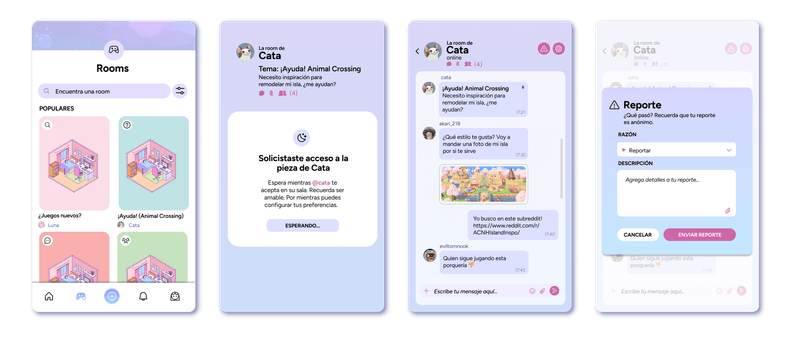 Rooms
Encuentra una room
POPULARES
¿Juegos nuevos?
Luna
¡Ayuda! (Animal Crossing)
Cata
La room de
Cata
Tema: ¡Ayuda! Animal Crossing
Necesito inspiración para
remodelar mi isla, ¿me ayudan?
(4)
Solicistaste acceso a la
pieza de Cata
Espera mientras @cata te
acepta en su sala. Recuerda ser
amable. Por mientras puedes
configurar tus preferencias.
ESPERANDO...
La room de
Cata
online
(4)
cata
¡Ayuda! Animal Crossing
Necesito inspiración para
remodelar mi isla, ¿me
ayudan?
17:21
akari_218
¿Qué estilo te gusta? Voy a
mandar una foto de mi isla
por si te sirve
17:30
Yo busco en este subreddit!
https://www.reddit.com/r/
ACNHIslandInspo/
17:40
eviltomnook
Quien sigue jugando esta
porquería
17:45
Escribe tu mensaje aquí...
La room de
Cata
online
cata
Reporte
¿Qué pasó? Recuerda que tu reporte
es anónimo.
RAZÓN
Reportar
DESCRIPCIÓN
Agrega detalles a tu reporte...
CANCELAR
ENVIAR REPORTE
Quien sigue jugando esta
porquería
17:45
Escribe tu mensaje aquí...